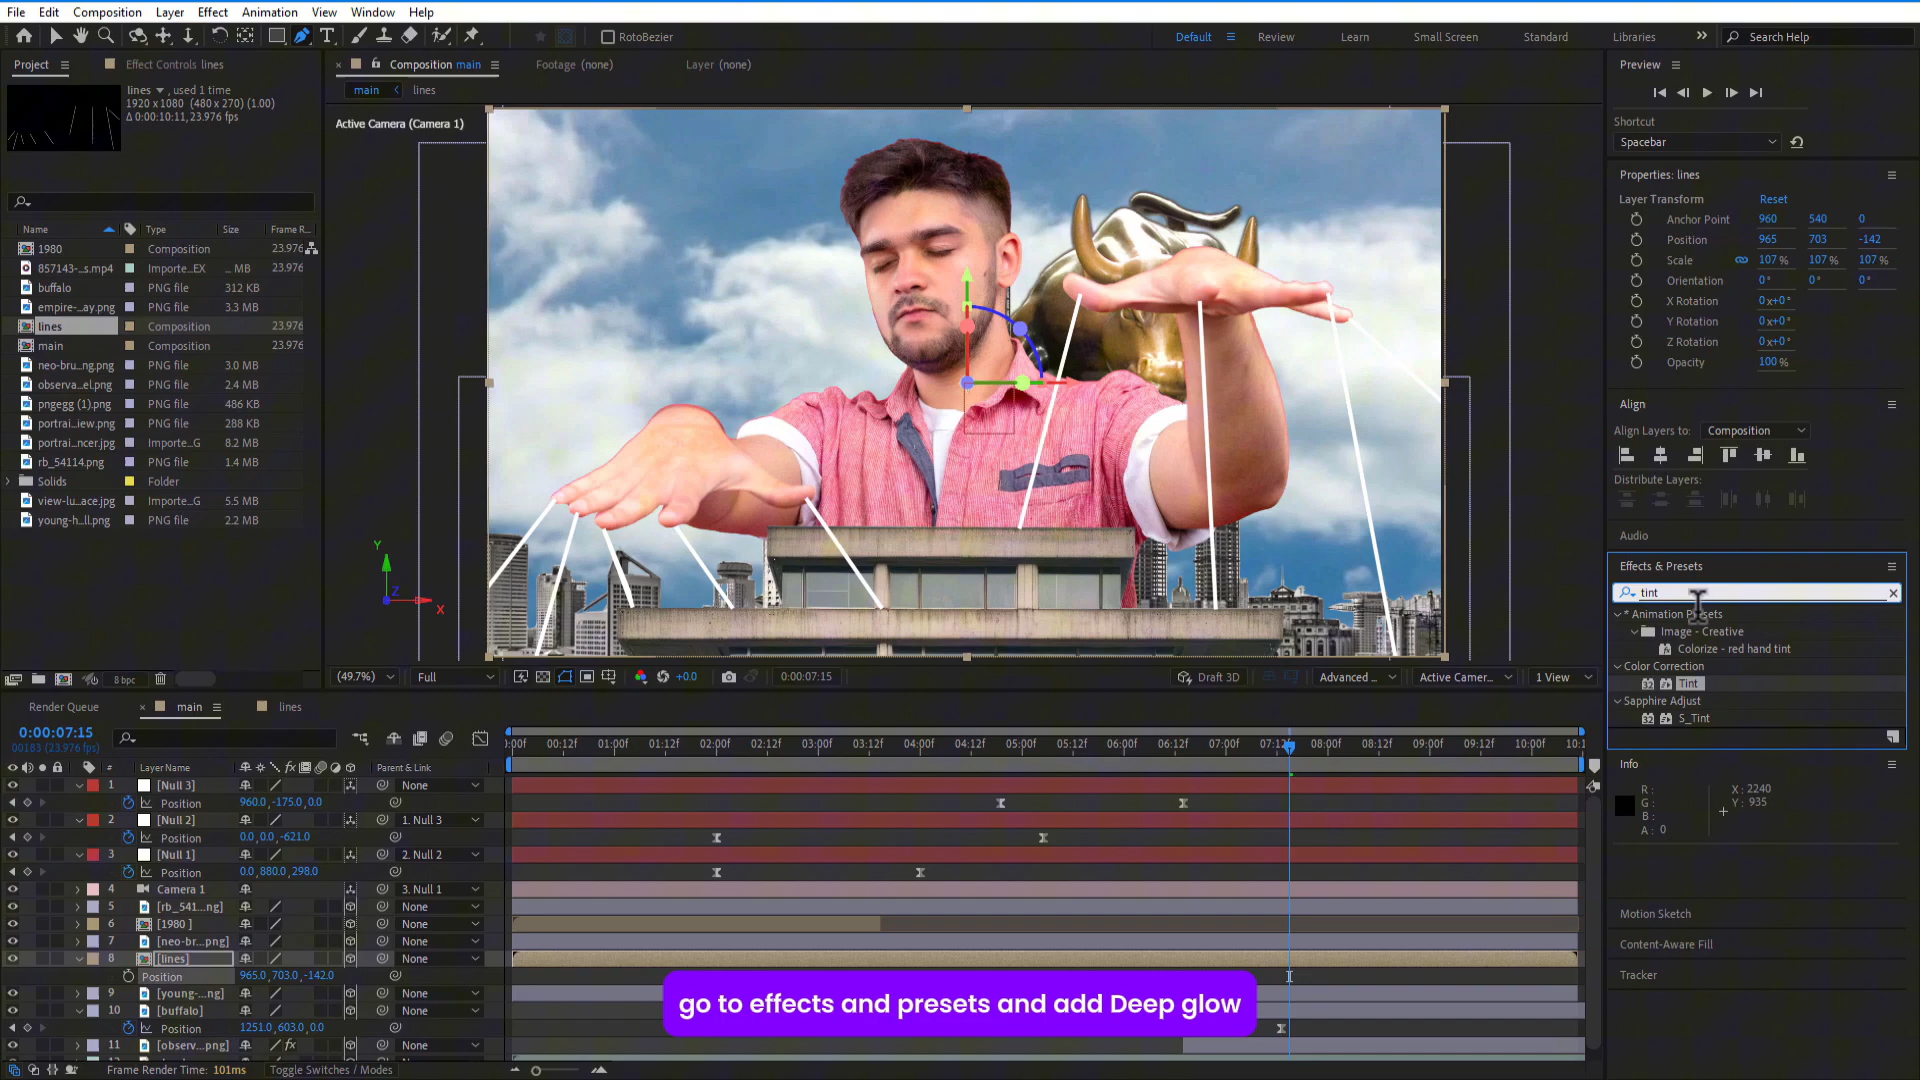 File Edit Composition Layer Effect Animation View Window Help
RotoBezier
Default Review Learn Small Screen Standard Libraries Search Help
Project Effect Controls lines
lines , used 1 time
1920 x 1080 (480 x 270) (1.00)
Δ 0:00:10:11, 23.976 fps
Name Type Size Frame R...
1980 Composition 23.976
857143-...s.mp4 Importe...EX ... MB 23.976
buffalo PNG file 312 KB
empire-...ay.png PNG file 3.3 MB
lines Composition 23.976
main Composition 23.976
neo-bru...ng.png PNG file 3.0 MB
observa...el.png PNG file 2.4 MB
pngegg (1).png PNG file 486 KB
portrai...iew.png PNG file 288 KB
portrai...ncer.jpg Importe...G 8.2 MB
rb_54114.png PNG file 1.4 MB
Solids Folder
view-lu...ace.jpg Importe...G 5.5 MB
young-h...ll.png PNG file 2.2 MB
8 bpc
Composition main
Footage (none)
Layer (none)
main lines
Active Camera (Camera 1)
Y
Z
X
(49.7%) Full +0.0 0:00:07:15 Draft 3D Advanced ... Active Camer... 1 View
Preview
Shortcut
Spacebar
Properties: lines
Layer Transform Reset
Anchor Point 960 540 0
Position 965 703 -142
Scale 107 % 107 % 107 %
Orientation 0° 0° 0°
X Rotation 0x+0°
Y Rotation 0x+0°
Z Rotation 0x+0°
Opacity 100 %
Align
Align Layers to: Composition
Distribute Layers:
Audio
Effects & Presets
tint
* Animation Presets
Image - Creative
Colorize - red hand tint
Color Correction
32 Tint
Sapphire Adjust
32 S_Tint
Info
R :
G :
B :
A : 0
X : 2240
Y : 935
Motion Sketch
Content-Aware Fill
Tracker
Render Queue main lines
0:00:07:15
00183 (23.976 fps)
:00f 00:12f 01:00f 01:12f 02:00f 02:12f 03:00f 03:12f 04:00f 04:12f 05:00f 05:12f 06:00f 06:12f 07:00f 07:12f 08:00f 08:12f 09:00f 09:12f 10:00f 10:1
# Layer Name Parent & Link
1 [Null 3] None
Position 960.0,-175.0,0.0
2 [Null 2] 1. Null 3
Position 0.0,0.0,-621.0
3 [Null 1] 2. Null 2
Position 0.0,880.0,298.0
4 Camera 1 3. Null 1
5 [rb_541...ng] None
6 [1980 ] None
7 [neo-br...png] None
8 [lines] None
Position 965.0,703.0,-142.0
9 [young-...ng] None
10 [buffalo] None
Position 1251.0,603.0,0.0
11 [observ...png] fx None
go to effects and presets and add Deep glow
Frame Render Time: 101ms Toggle Switches / Modes